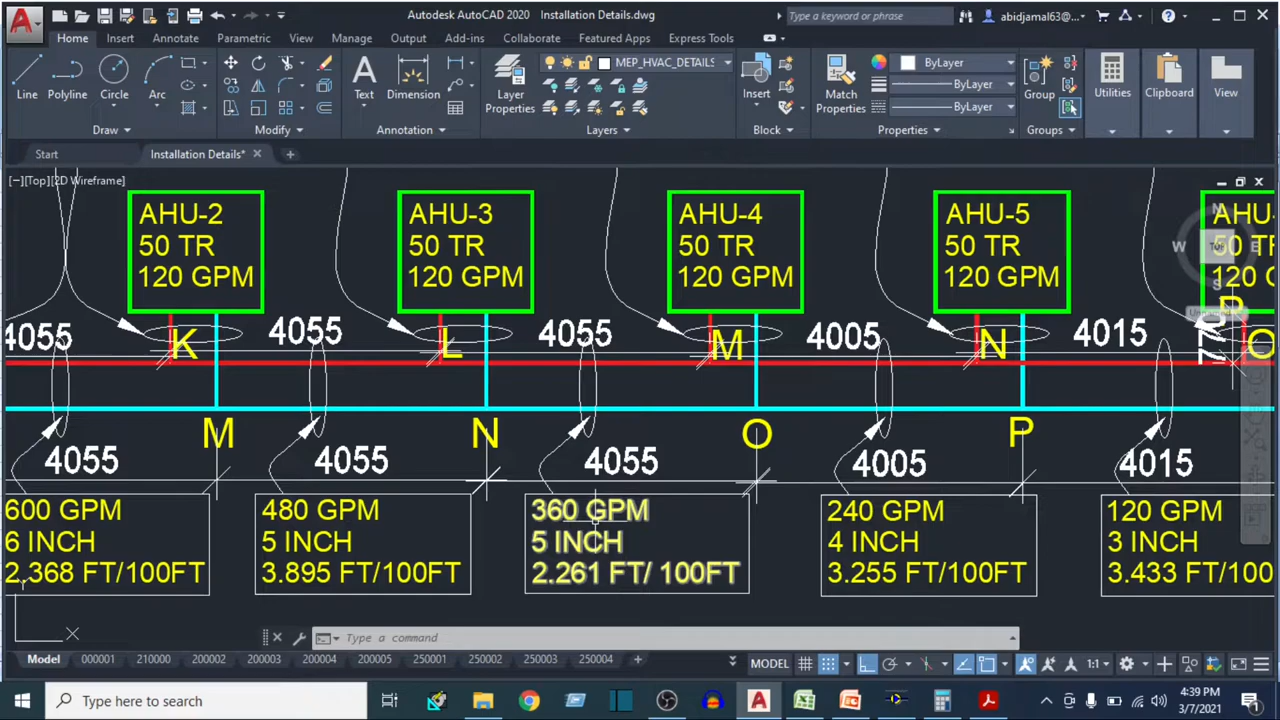 Autodesk AutoCAD 2020 Installation Details.dwg
Type a keyword or phrase
abidjamal63@...
Home Insert Annotate Parametric View Manage Output Add-ins Collaborate Featured Apps Express Tools
MEP_HVAC_DETAILS
ByLayer
ByLayer
ByLayer
Line Polyline Circle Arc
Text Dimension
Layer
Properties
Insert
Match
Properties
Group
Utilities
Clipboard
View
Draw Modify Annotation Layers Block Properties Groups
Start Installation Details*
[−][Top][2D Wireframe]
N
W
TOP
E
S
AHU-2
50 TR
120 GPM
AHU-3
50 TR
120 GPM
AHU-4
50 TR
120 GPM
AHU-5
50 TR
120 GPM
AHU-
50 TR
120 GPM
4055 4055 4055 4005 4015
K L M N O
P
M N O P
4055 4055 4055 4005 4015
600 GPM
6 INCH
2.368 FT/100FT
480 GPM
5 INCH
3.895 FT/100FT
360 GPM
5 INCH
2.261 FT/ 100FT
240 GPM
4 INCH
3.255 FT/100FT
120 GPM
3 INCH
3.433 FT/100
Y
X
Type a command
Model 000001 210000 200002 200003 200004 200005 250001 250002 250003 250004
MODEL
1:1
Type here to search
4:39 PM
3/7/2021